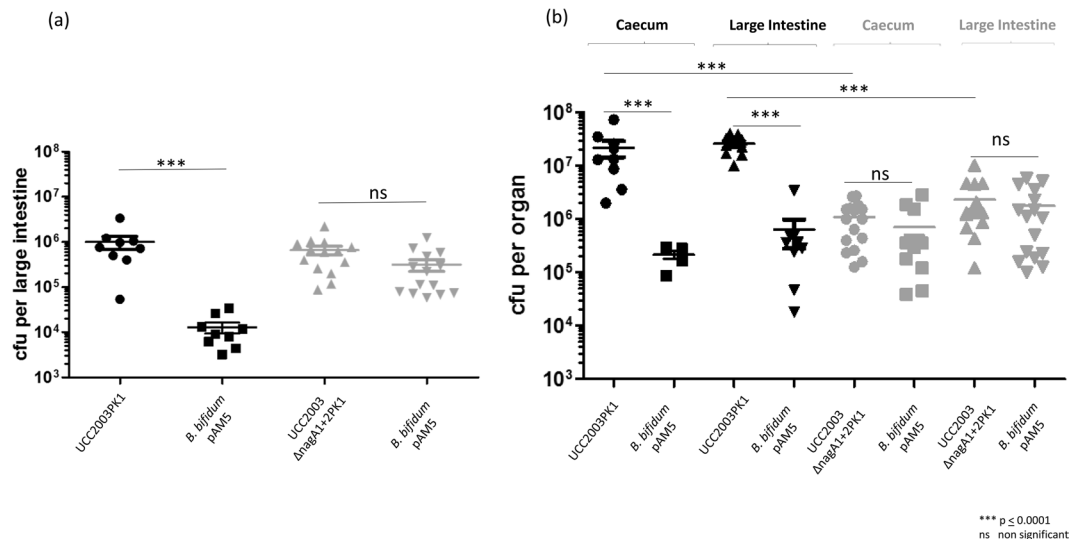 (a)
cfu per large intestine
10^8
10^7
10^6
10^5
10^4
10^3
***
ns
UCC2003PK1
B. bifidum
pAM5
UCC2003
ΔnagA1+2PK1
B. bifidum
pAM5
(b)
Caecum
Large Intestine
Caecum
Large Intestine
***
***
***
***
ns
ns
cfu per organ
10^8
10^7
10^6
10^5
10^4
10^3
UCC2003PK1
B. bifidum
pAM5
UCC2003PK1
B. bifidum
pAM5
UCC2003
ΔnagA1+2PK1
B. bifidum
pAM5
UCC2003
ΔnagA1+2PK1
B. bifidum
pAM5
*** p ≤ 0.0001
ns non significant